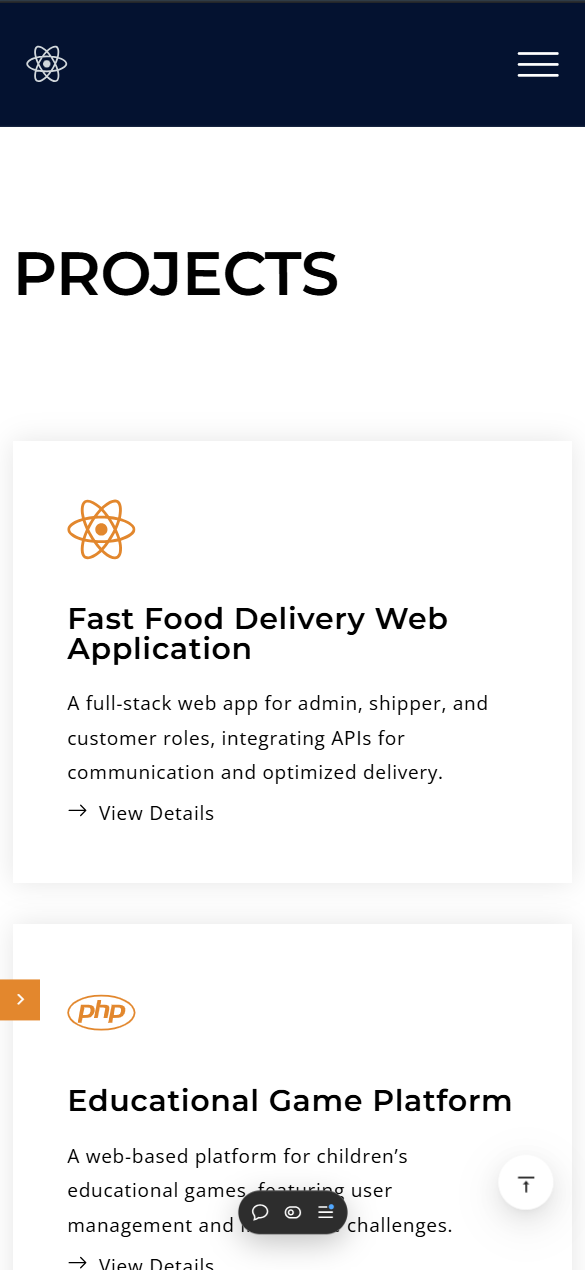 PROJECTS
Fast Food Delivery Web
Application
A full-stack web app for admin, shipper, and
customer roles, integrating APIs for
communication and optimized delivery.
→ View Details
php
Educational Game Platform
A web-based platform for children’s
educational games, featuring user
management and challenges.
→ View Details